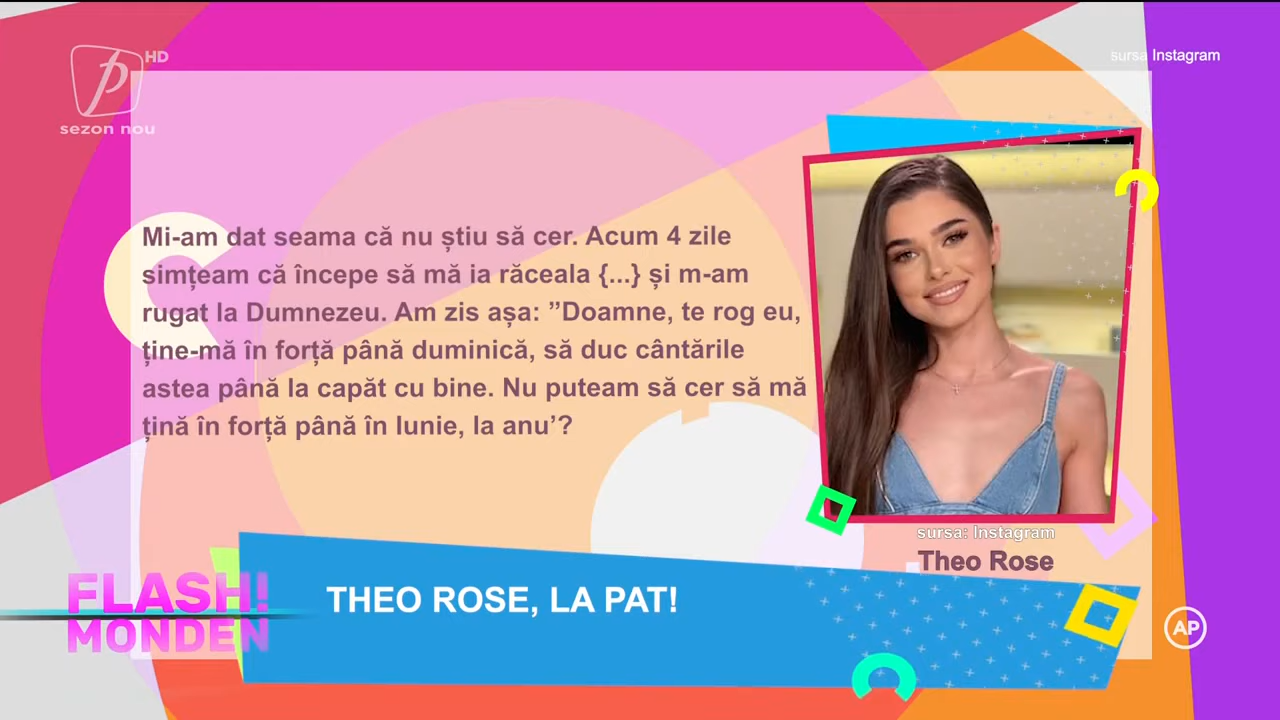 HD
sezon nou
sursa Instagram
Mi-am dat seama că nu știu să cer. Acum 4 zile
simțeam că începe să mă ia răceala {...} și m-am
rugat la Dumnezeu. Am zis așa: ”Doamne, te rog eu,
ține-mă în forță până duminică, să duc cântările
astea până la capăt cu bine. Nu puteam să cer să mă
țină în forță până în Iunie, la anu’?
sursa: Instagram
Theo Rose
FLASH!
MONDEN
THEO ROSE, LA PAT!
AP